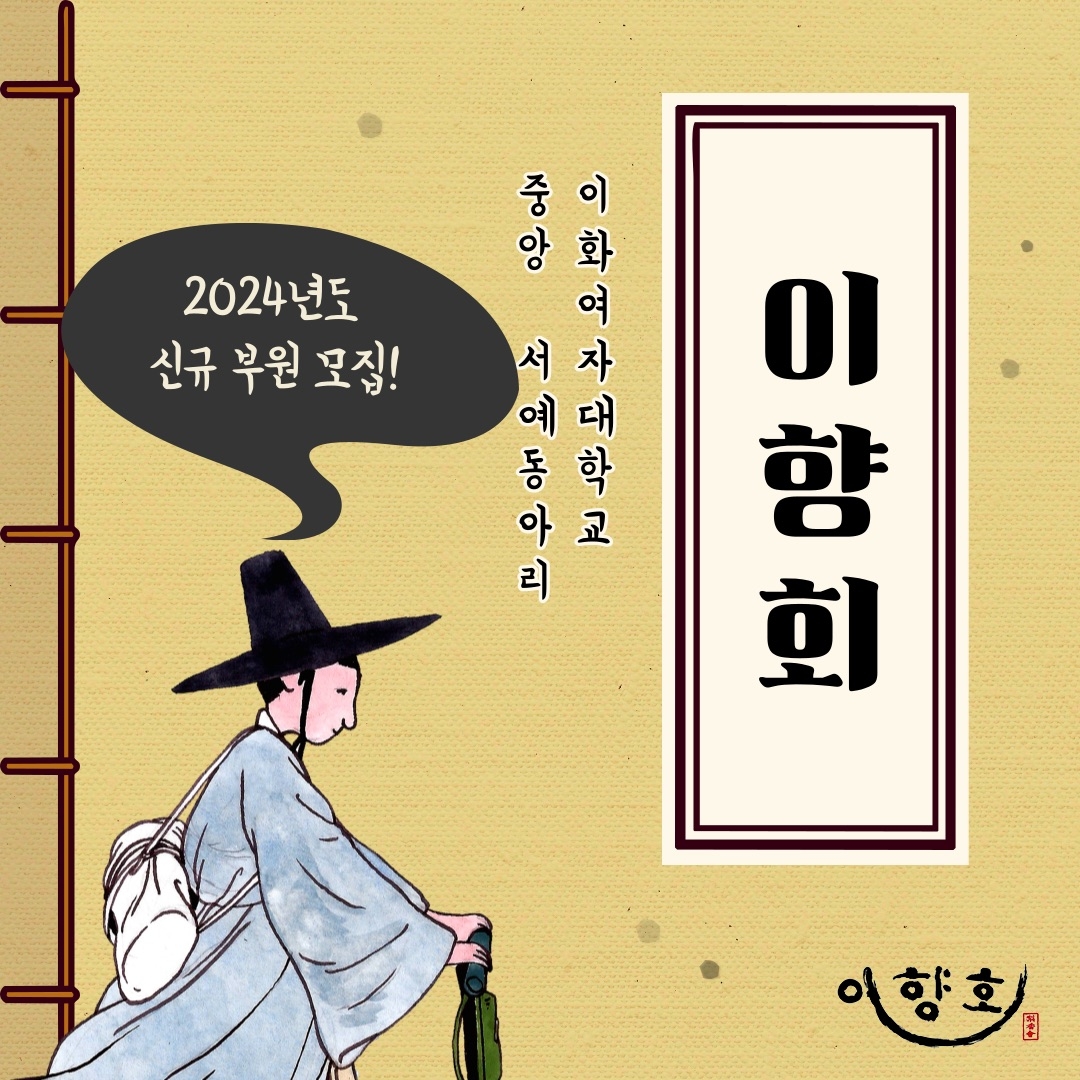 2024년도
신규 부원 모집!
이화여자대학교
중앙 서예동아리
이향회
이향회